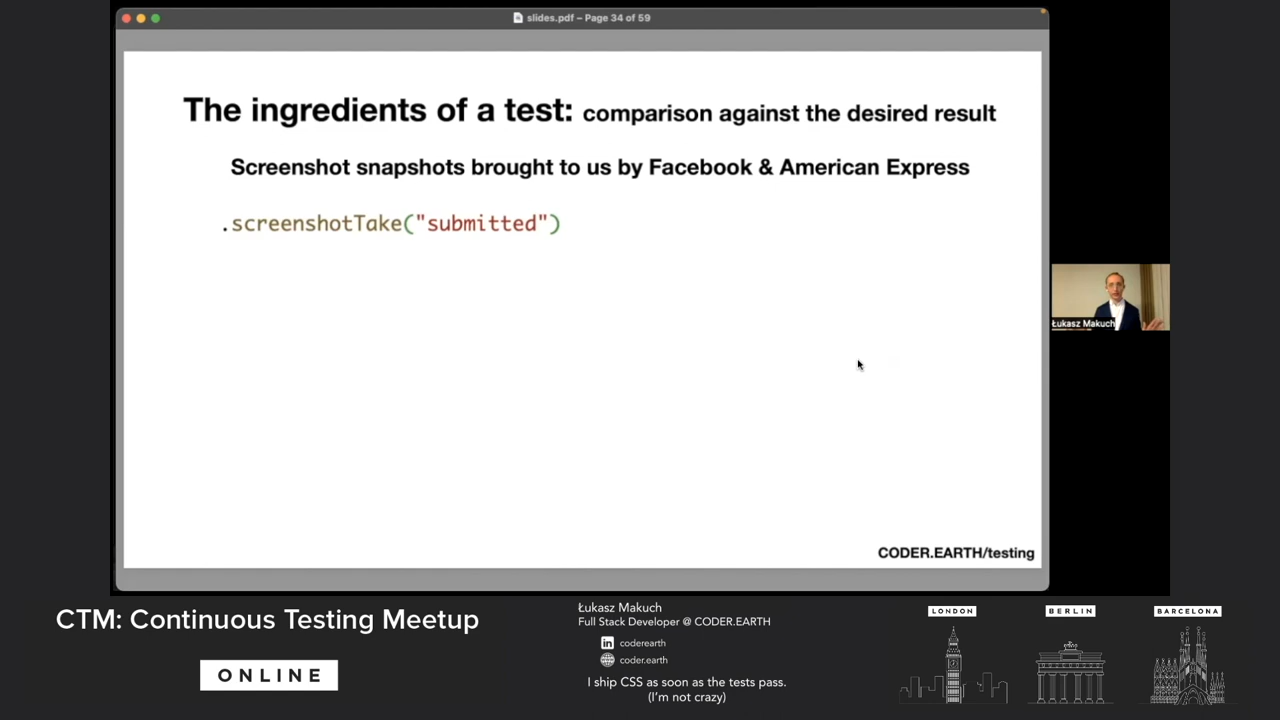 slides.pdf – Page 34 of 59
The ingredients of a test: comparison against the desired result
Screenshot snapshots brought to us by Facebook & American Express
.screenshotTake("submitted")
Łukasz Makuch
CODER.EARTH/testing
CTM: Continuous Testing Meetup
ONLINE
Łukasz Makuch
Full Stack Developer @ CODER.EARTH
in coderearth
coder.earth
I ship CSS as soon as the tests pass.
(I'm not crazy)
LONDON
BERLIN
BARCELONA